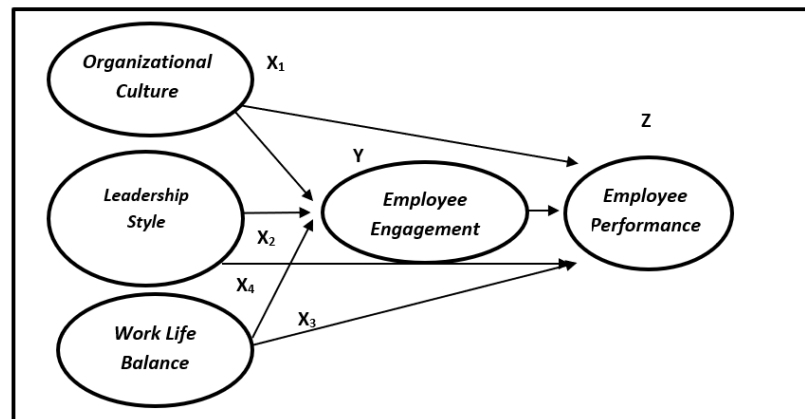 Organizational
Culture
X₁
Z
Y
Leadership
Style
Employee
Engagement
Employee
Performance
X₂
X₄
X₃
Work Life
Balance